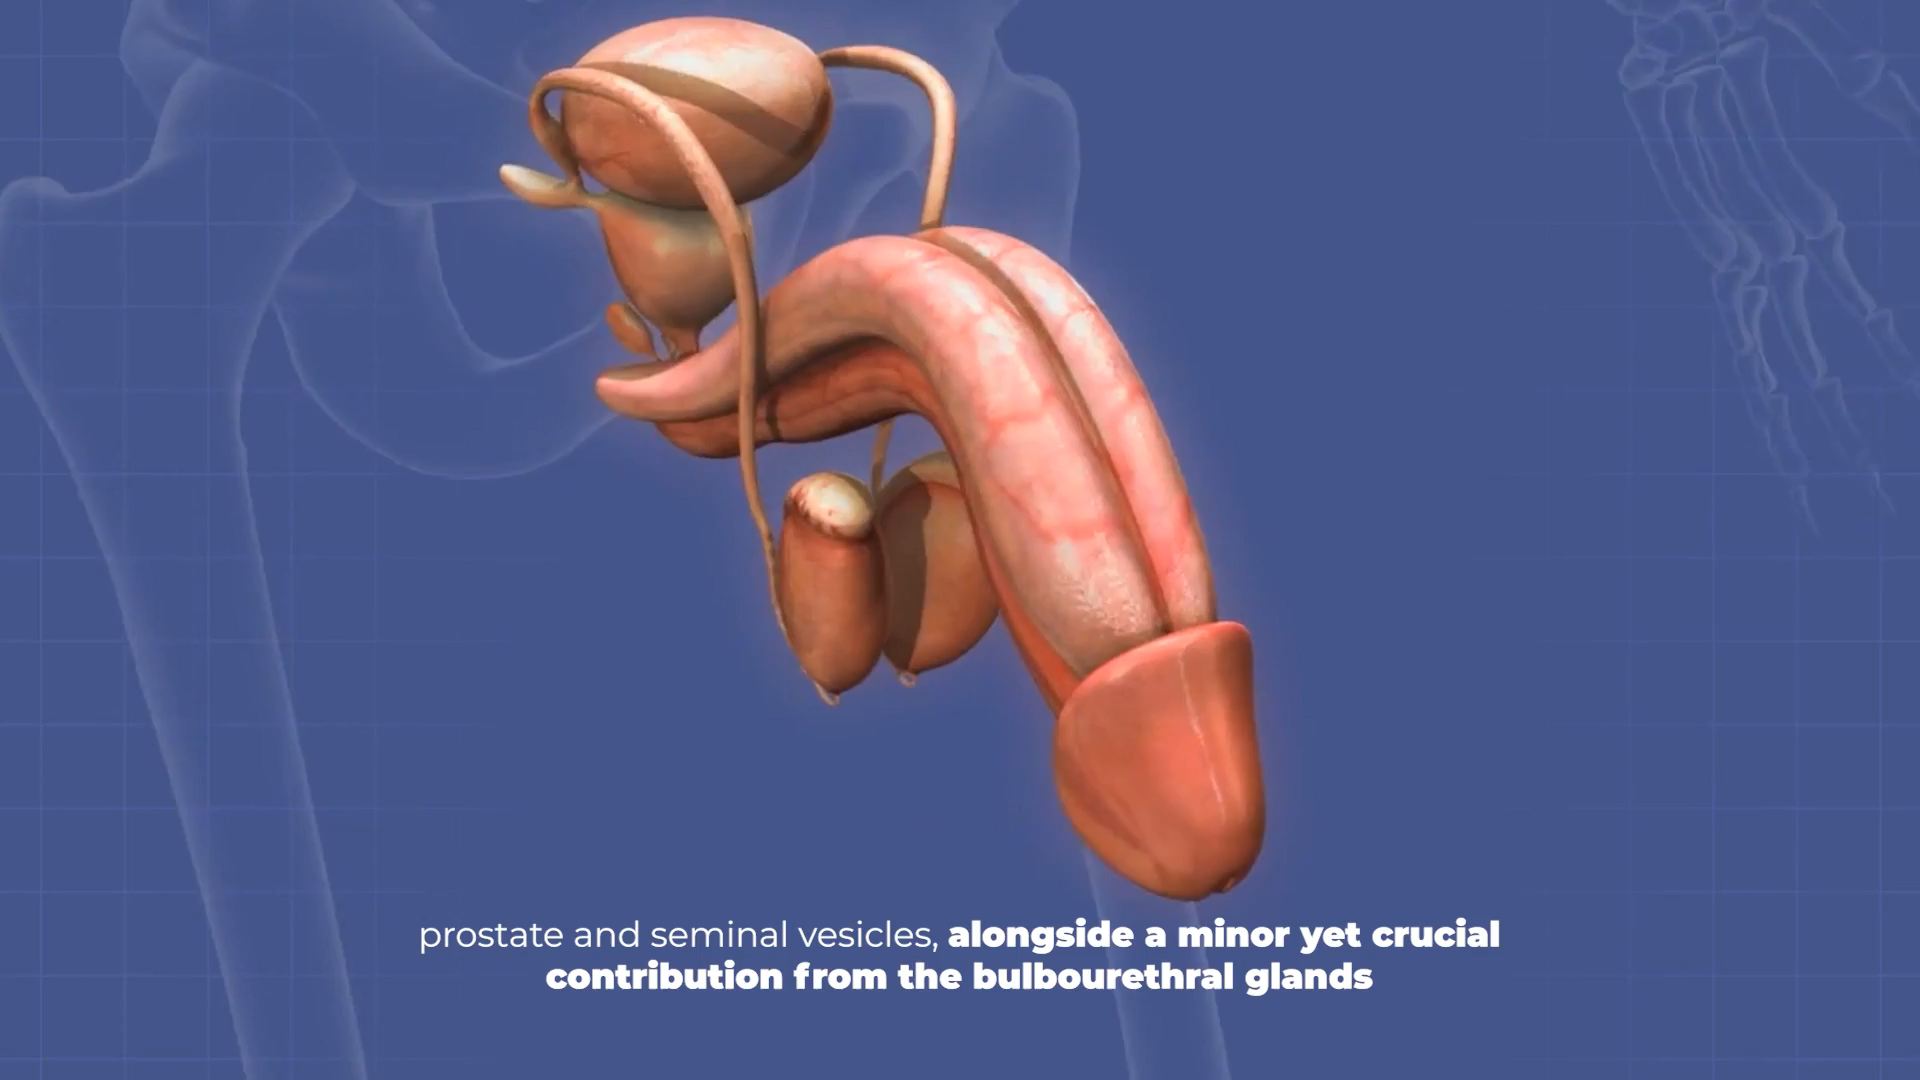 prostate and seminal vesicles, alongside a minor yet crucial
contribution from the bulbourethral glands